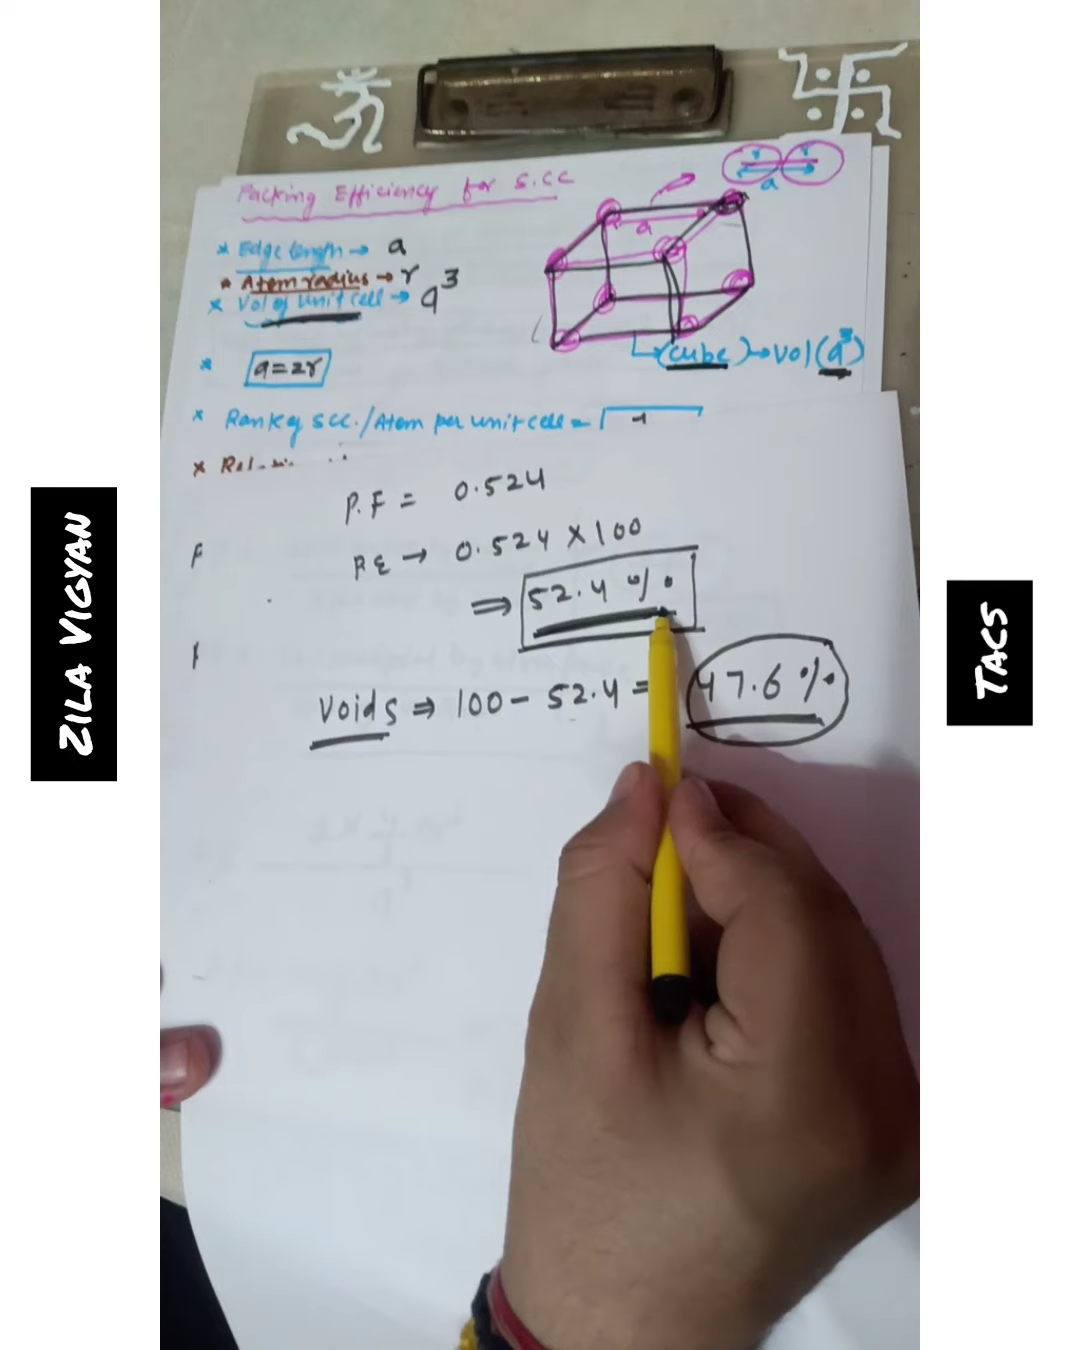 ॐ
Packing Efficiency for S.CC
* Edge length → a
* Atom radius → r
* Vol of unit cell → a3
r r
a
a
(cube) → Vol (a3)
* a=2r
* Rank of SCC./Atom per unit cell = 1
*
P.F = 0.524
P.E → 0.524 X 100
⇒ 52.4 %
Voids ⇒ 100 - 52.4 = 47.6 %
ZILA VIGYAN
TACS